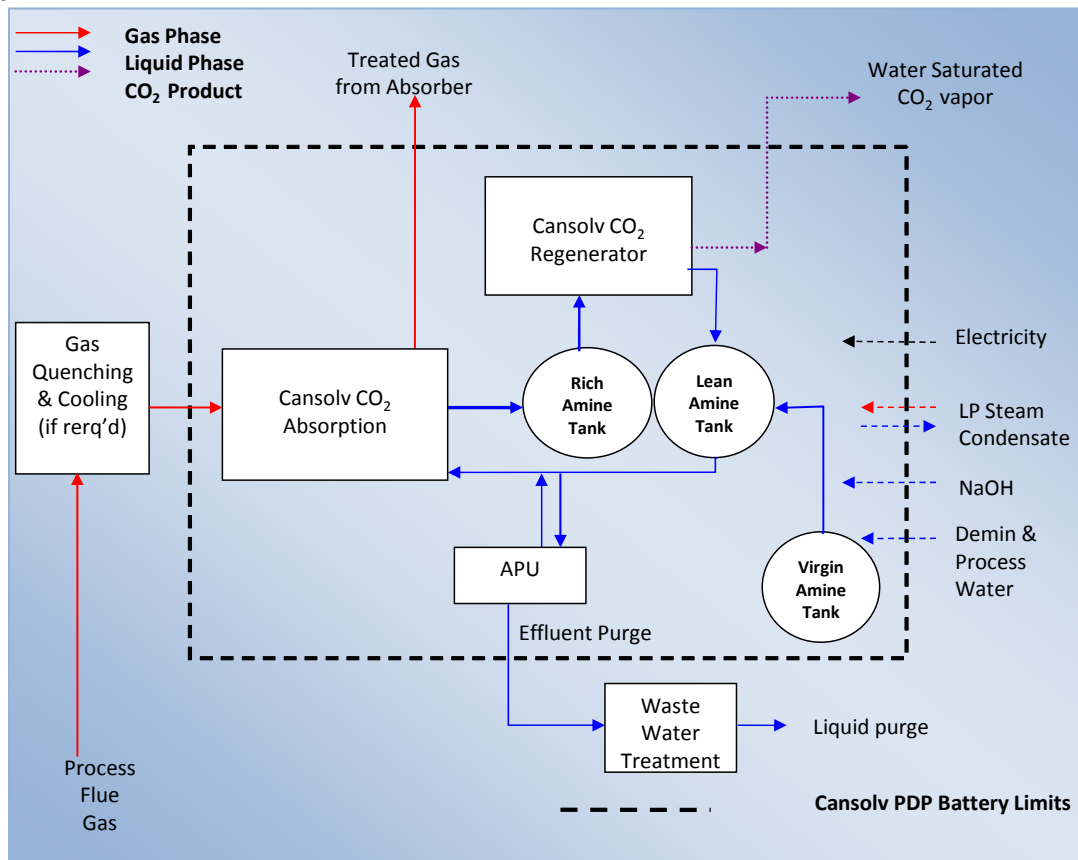 Gas Phase
Liquid Phase
CO₂ Product
Treated Gas
from Absorber
Water Saturated
CO₂ vapor
Cansolv CO₂
Regenerator
Gas
Quenching
& Cooling
(if rerq'd)
Cansolv CO₂
Absorption
Rich
Amine
Tank
Lean
Amine
Tank
Electricity
LP Steam
Condensate
NaOH
Demin &
Process
Water
APU
Virgin
Amine
Tank
Effluent Purge
Waste
Water
Treatment
Liquid purge
Process
Flue
Gas
Cansolv PDP Battery Limits